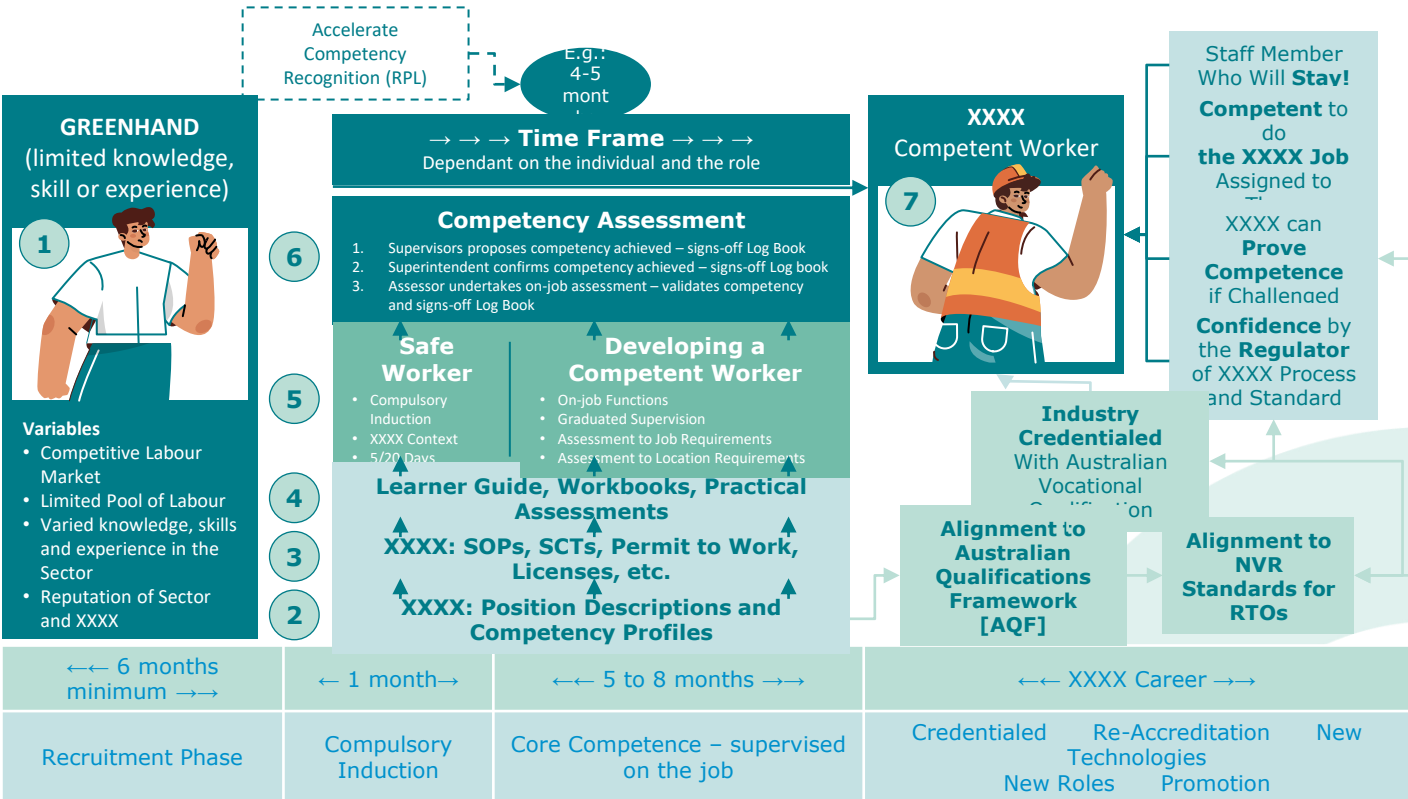 Accelerate
Competency
Recognition (RPL)
E.g.:
4-5
mont
GREENHAND
(limited knowledge,
skill or experience)
1
Variables
• Competitive Labour
Market
• Limited Pool of Labour
• Varied knowledge, skills
and experience in the
Sector
• Reputation of Sector
and XXXX
→ → → Time Frame → → →
Dependant on the individual and the role
6
Competency Assessment
1. Supervisors proposes competency achieved – signs-off Log Book
2. Superintendent confirms competency achieved – signs-off Log book
3. Assessor undertakes on-job assessment – validates competency
and signs-off Log Book
5
Safe
Worker
• Compulsory
Induction
• XXXX Context
• 5/20 Days
Developing a
Competent Worker
• On-job Functions
• Graduated Supervision
• Assessment to Job Requirements
• Assessment to Location Requirements
4
Learner Guide, Workbooks, Practical
Assessments
3
XXXX: SOPs, SCTs, Permit to Work,
Licenses, etc.
2
XXXX: Position Descriptions and
Competency Profiles
XXXX
Competent Worker
7
Staff Member
Who Will Stay!
Competent to
do
the XXXX Job
Assigned to
XXXX can
Prove
Competence
if Challenged
Confidence by
the Regulator
of XXXX Process
and Standard
Industry
Credentialed
With Australian
Vocational
Qualification
Alignment to
Australian
Qualifications
Framework
[AQF]
Alignment to
NVR
Standards for
RTOs
←← 6 months
minimum →→
← 1 month→
←← 5 to 8 months →→
←← XXXX Career →→
Recruitment Phase
Compulsory
Induction
Core Competence – supervised
on the job
Credentialed Re-Accreditation New
Technologies
New Roles Promotion